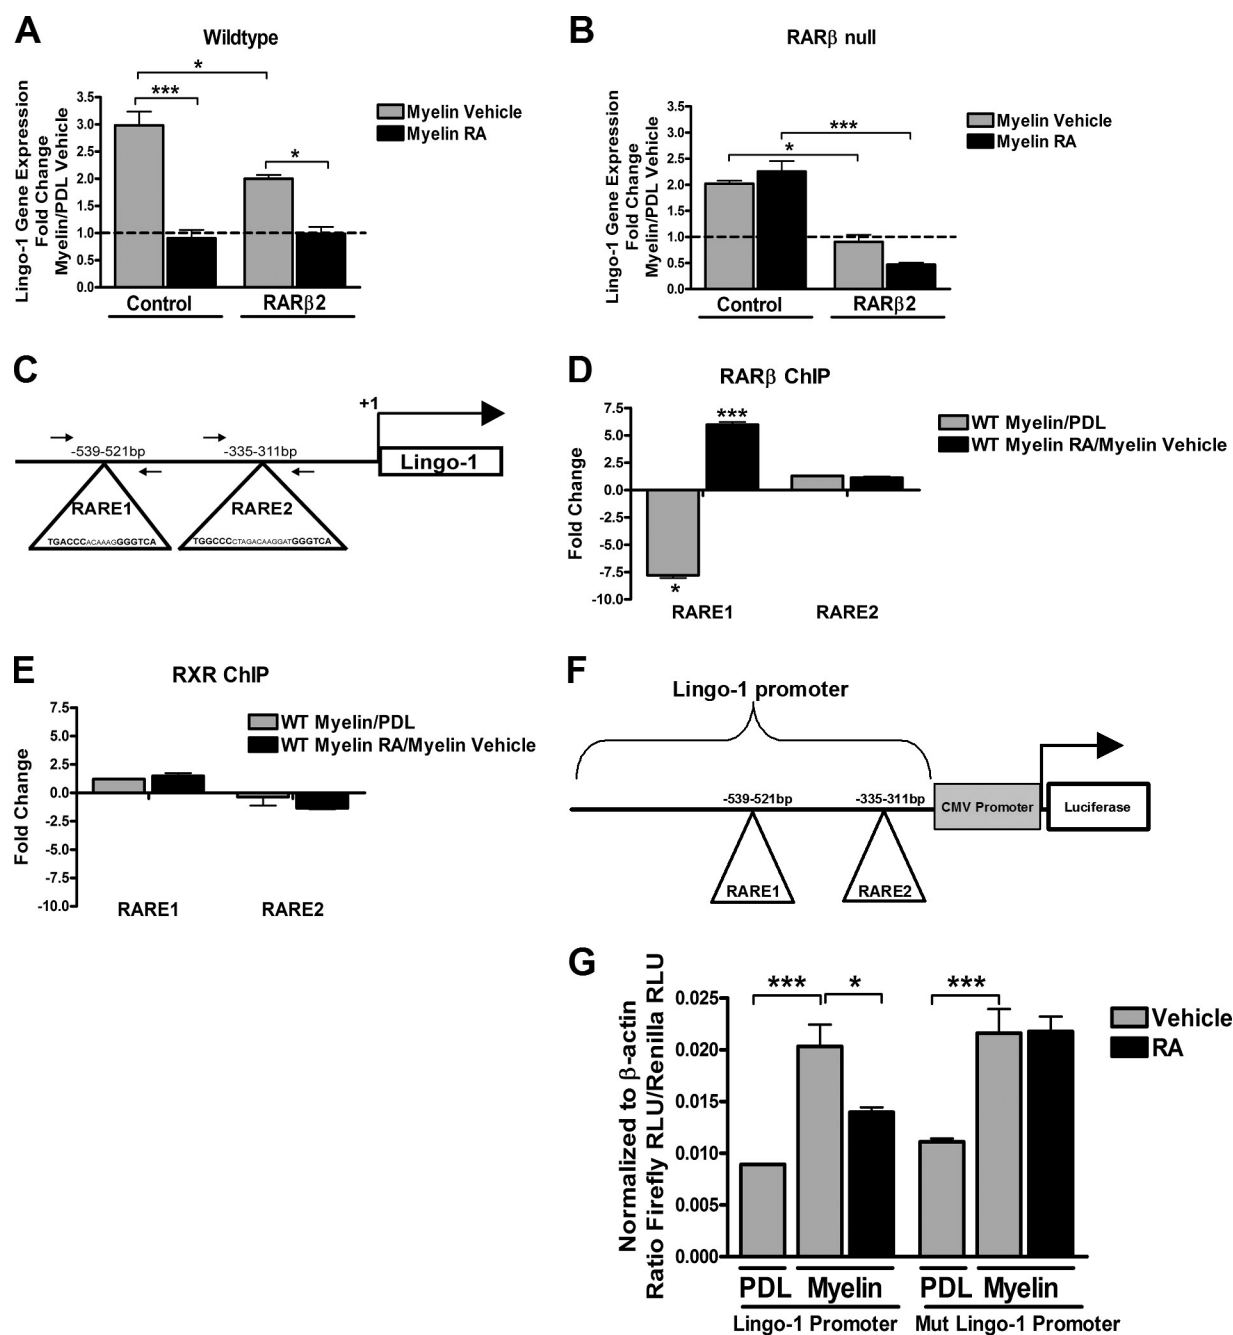 A
Wildtype
*
***
*
Lingo-1 Gene Expression
Fold Change
Myelin/PDL Vehicle
3.5
3.0
2.5
2.0
1.5
1.0
0.5
0.0
Control
RARβ2
Myelin Vehicle
Myelin RA
B
RARβ null
***
*
Lingo-1 Gene Expression
Fold Change
Myelin/PDL Vehicle
3.5
3.0
2.5
2.0
1.5
1.0
0.5
0.0
Control
RARβ2
Myelin Vehicle
Myelin RA
C
+1
-539-521bp
-335-311bp
Lingo-1
RARE1
RARE2
TGACCCACAAAGGGGTCA
TGGCCCCTAGACAAGGATGGGTCA
D
RARβ ChIP
Fold Change
7.5
5.0
2.5
0.0
-2.5
-5.0
-7.5
-10.0
***
*
RARE1
RARE2
WT Myelin/PDL
WT Myelin RA/Myelin Vehicle
E
RXR ChIP
Fold Change
7.5
5.0
2.5
0.0
-2.5
-5.0
-7.5
-10.0
RARE1
RARE2
WT Myelin/PDL
WT Myelin RA/Myelin Vehicle
F
Lingo-1 promoter
-539-521bp
-335-311bp
CMV Promoter
Luciferase
RARE1
RARE2
G
Normalized to β-actin
Ratio Firefly RLU/Renilla RLU
0.025
0.020
0.015
0.010
0.005
0.000
***
*
***
Vehicle
RA
PDL Myelin
PDL Myelin
Lingo-1 Promoter
Mut Lingo-1 Promoter